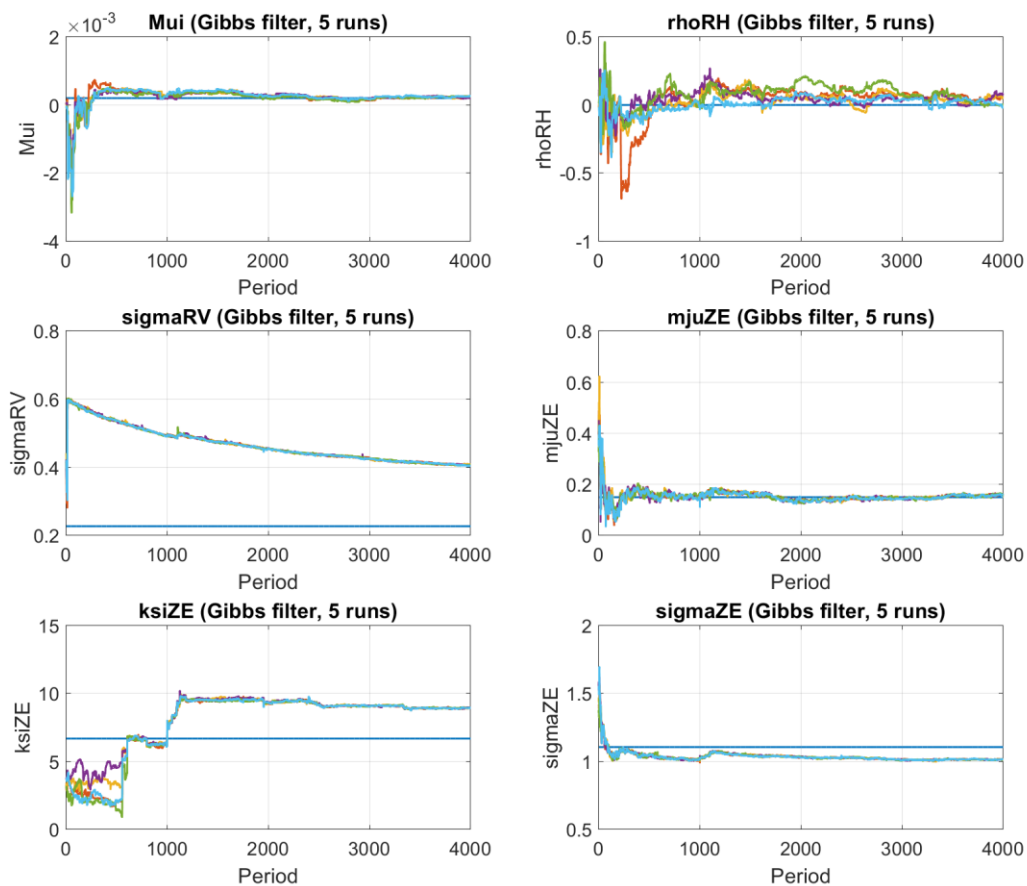 Mui (Gibbs filter, 5 runs)
×10⁻³
2
0
-2
-4
Mui
0 1000 2000 3000 4000
Period
rhoRH (Gibbs filter, 5 runs)
0.5
0
-0.5
-1
rhoRH
0 1000 2000 3000 4000
Period
sigmaRV (Gibbs filter, 5 runs)
0.8
0.6
0.4
0.2
sigmaRV
0 1000 2000 3000 4000
Period
mjuZE (Gibbs filter, 5 runs)
0.8
0.6
0.4
0.2
0
mjuZE
0 1000 2000 3000 4000
Period
ksiZE (Gibbs filter, 5 runs)
15
10
5
0
ksiZE
0 1000 2000 3000 4000
Period
sigmaZE (Gibbs filter, 5 runs)
2
1.5
1
0.5
sigmaZE
0 1000 2000 3000 4000
Period